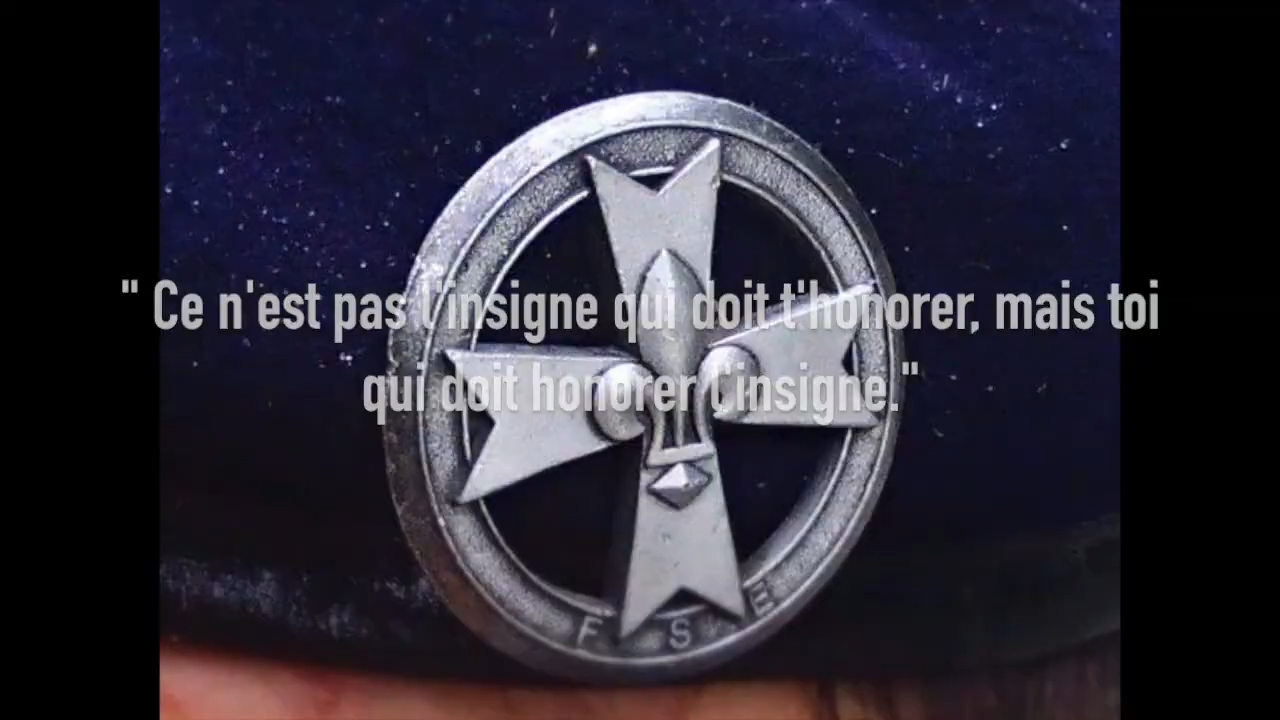 " Ce n'est pas l'insigne qui doit t'honorer, mais toi
qui doit honorer l'insigne."
F S E